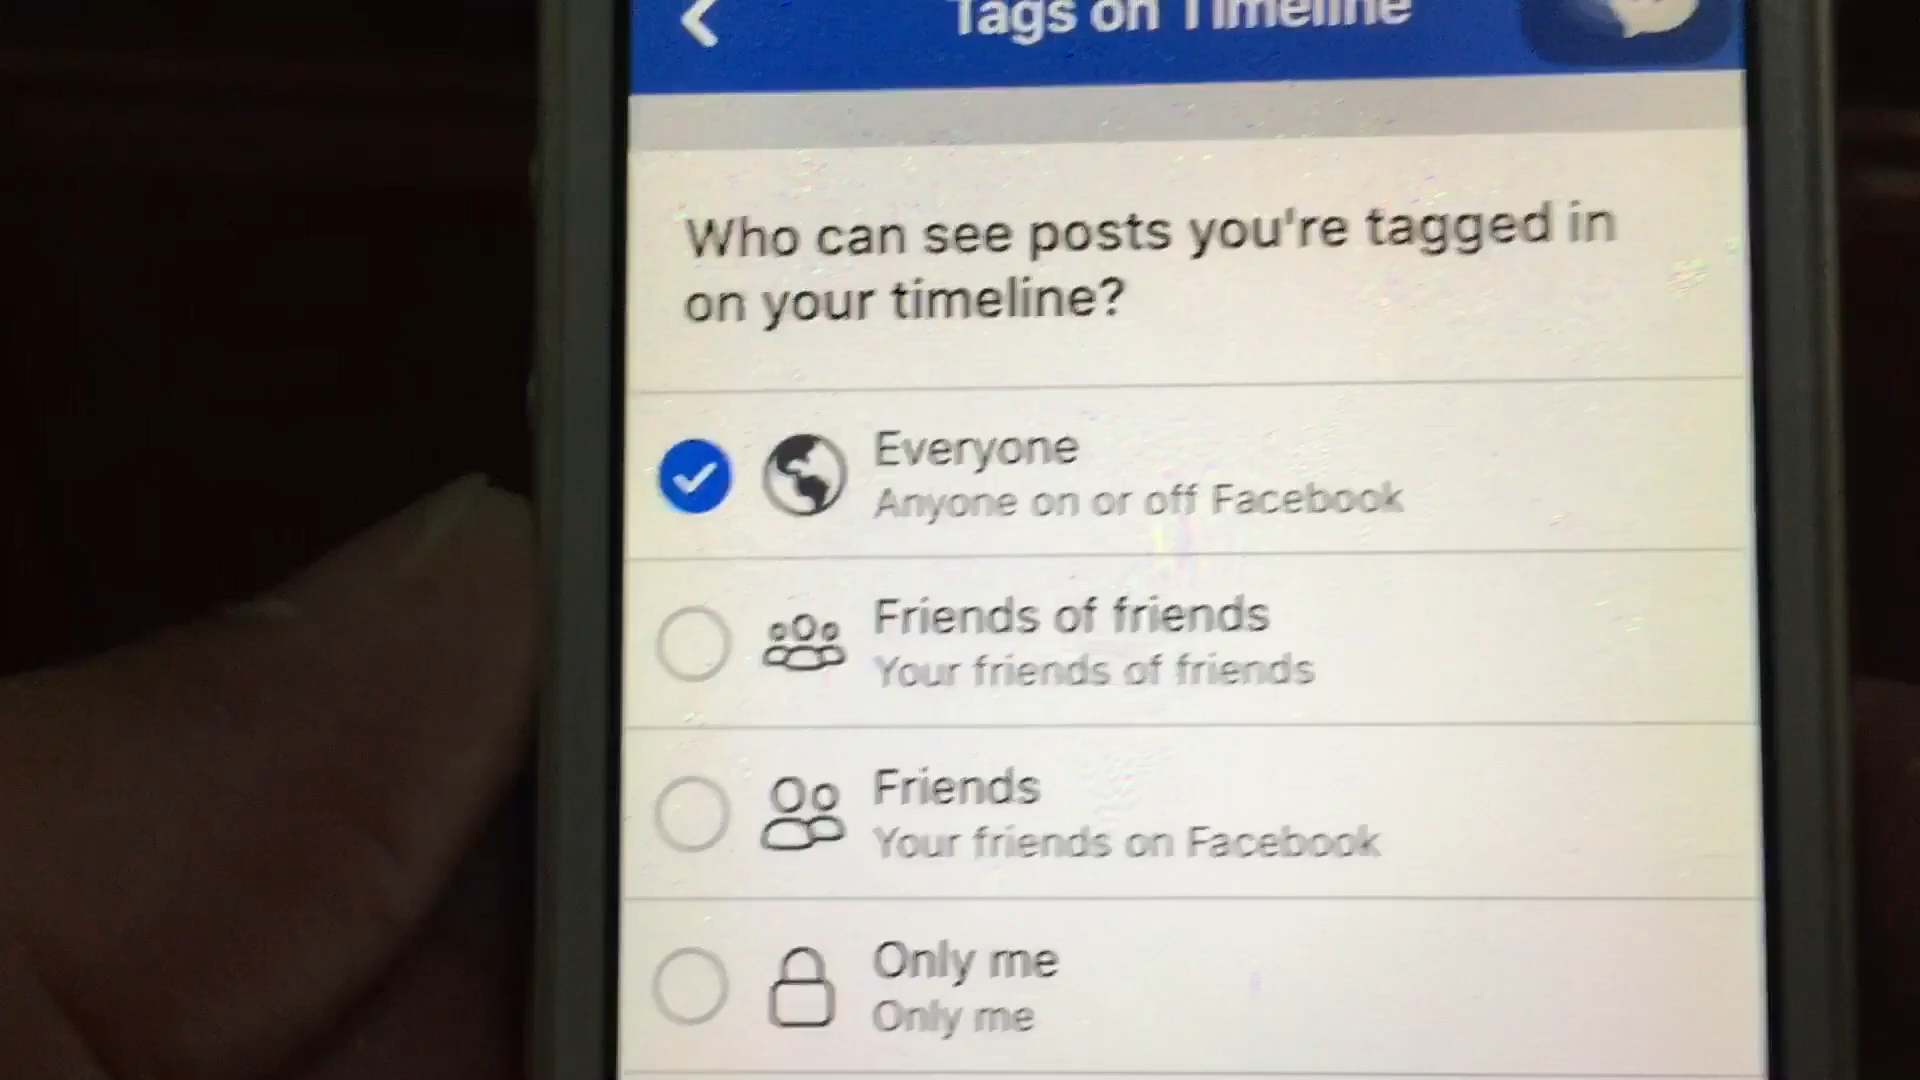 Tags on Timeline
Who can see posts you're tagged in
on your timeline?
Everyone
Anyone on or off Facebook
Friends of friends
Your friends of friends
Friends
Your friends on Facebook
Only me
Only me